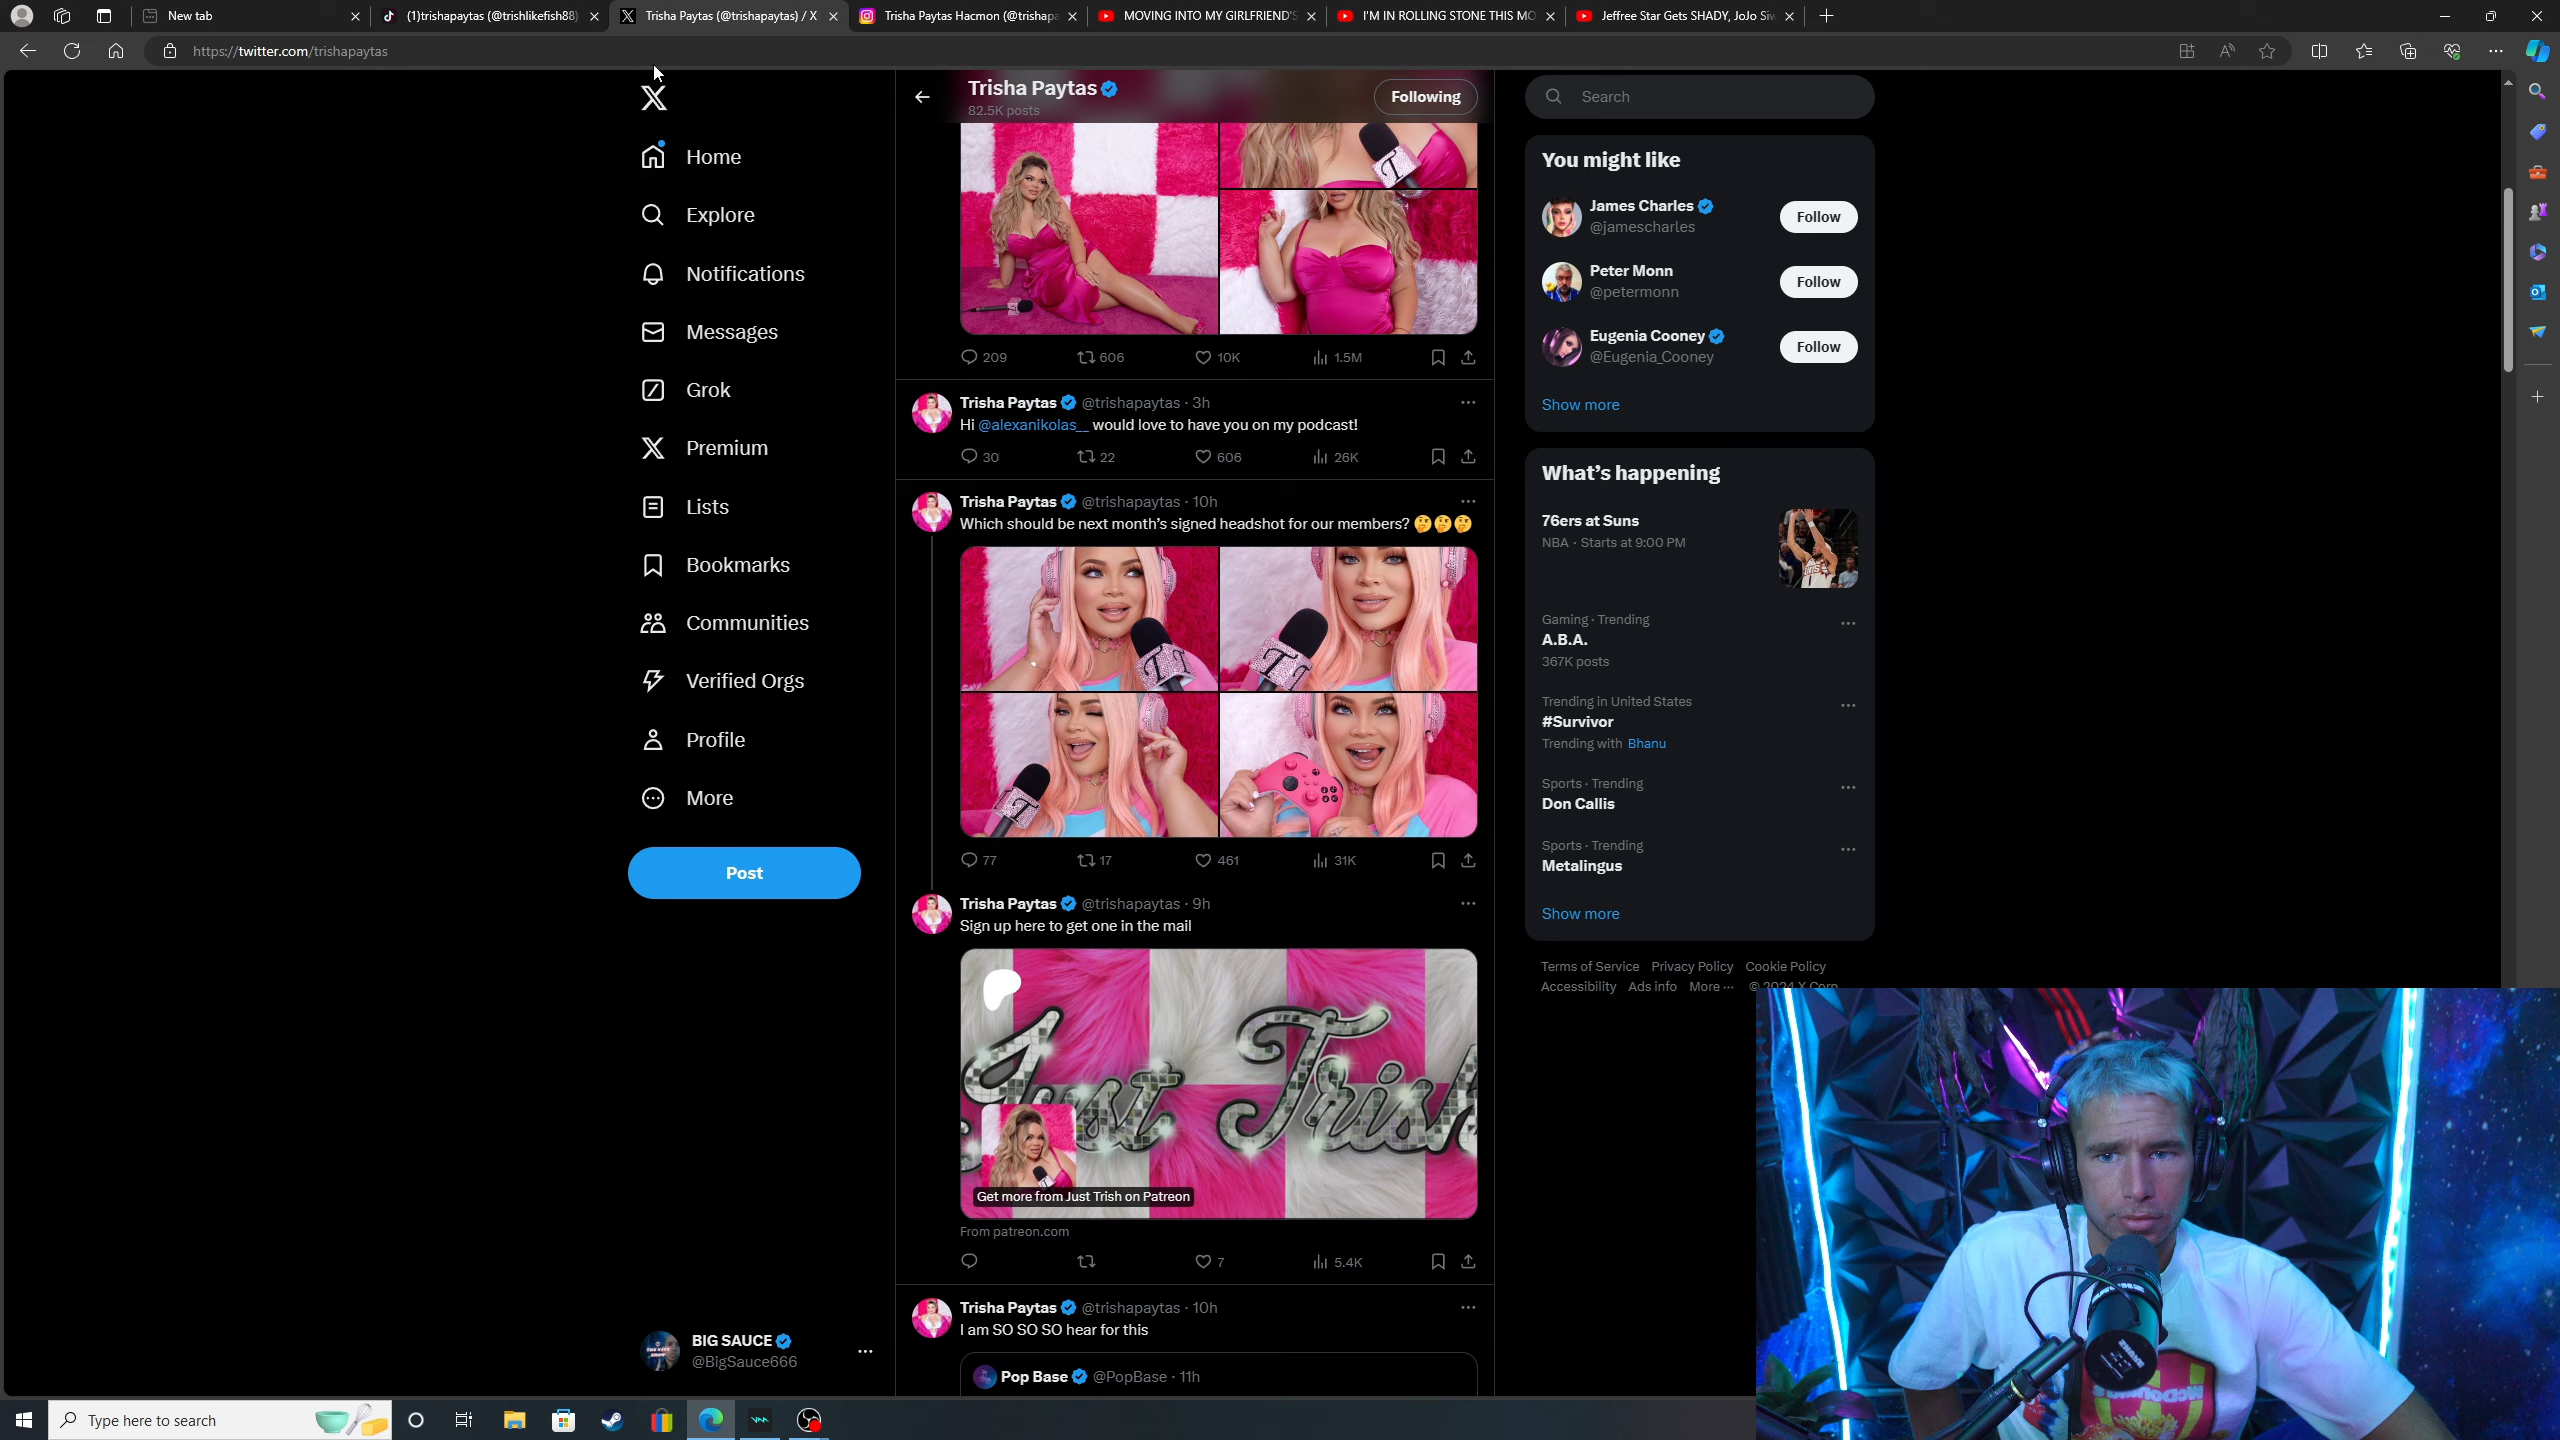 New tab
(1)trishapaytas (@trishlikefish88)
Trisha Paytas (@trishapaytas) / X
Trisha Paytas Hacmon (@trishapa
MOVING INTO MY GIRLFRIEND'S
I'M IN ROLLING STONE THIS MO
Jeffree Star Gets SHADY, JoJo Siw
https://twitter.com/trishapaytas
Home
Explore
Notifications
Messages
Grok
Premium
Lists
Bookmarks
Communities
Verified Orgs
Profile
More
Post
BIG SAUCE
@BigSauce666
Trisha Paytas
82.5K posts
Following
209
606
10K
1.5M
Trisha Paytas @trishapaytas · 3h
Hi @alexanikolas__ would love to have you on my podcast!
30
22
606
26K
Trisha Paytas @trishapaytas · 10h
Which should be next month's signed headshot for our members? 🤔🤔🤔
77
17
461
31K
Trisha Paytas @trishapaytas · 9h
Sign up here to get one in the mail
Just Trish
Get more from Just Trish on Patreon
From patreon.com
7
5.4K
Trisha Paytas @trishapaytas · 10h
I am SO SO SO hear for this
Pop Base @PopBase · 11h
Search
You might like
James Charles
@jamescharles
Follow
Peter Monn
@petermonn
Follow
Eugenia Cooney
@Eugenia_Cooney
Follow
Show more
What's happening
76ers at Suns
NBA · Starts at 9:00 PM
Gaming · Trending
A.B.A.
367K posts
Trending in United States
#Survivor
Trending with Bhanu
Sports · Trending
Don Callis
Sports · Trending
Metalingus
Show more
Terms of Service Privacy Policy Cookie Policy
Accessibility Ads info More ··· © 2024 X Corp.
Type here to search